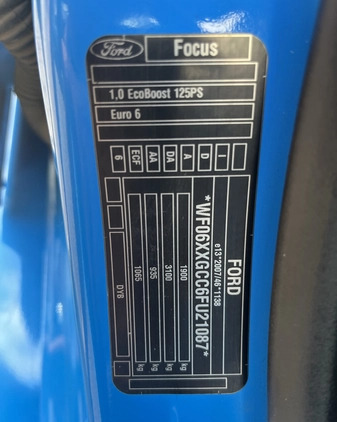 Ford
Focus
1,0 EcoBoost 125PS
Euro 6
FORD
e13*2007/46*1138
*WF06XXGCC6FU21087*
1900 kg
3100 kg
935 kg
1065 kg
I
D
A
DA
AA
ECF
6
DYB